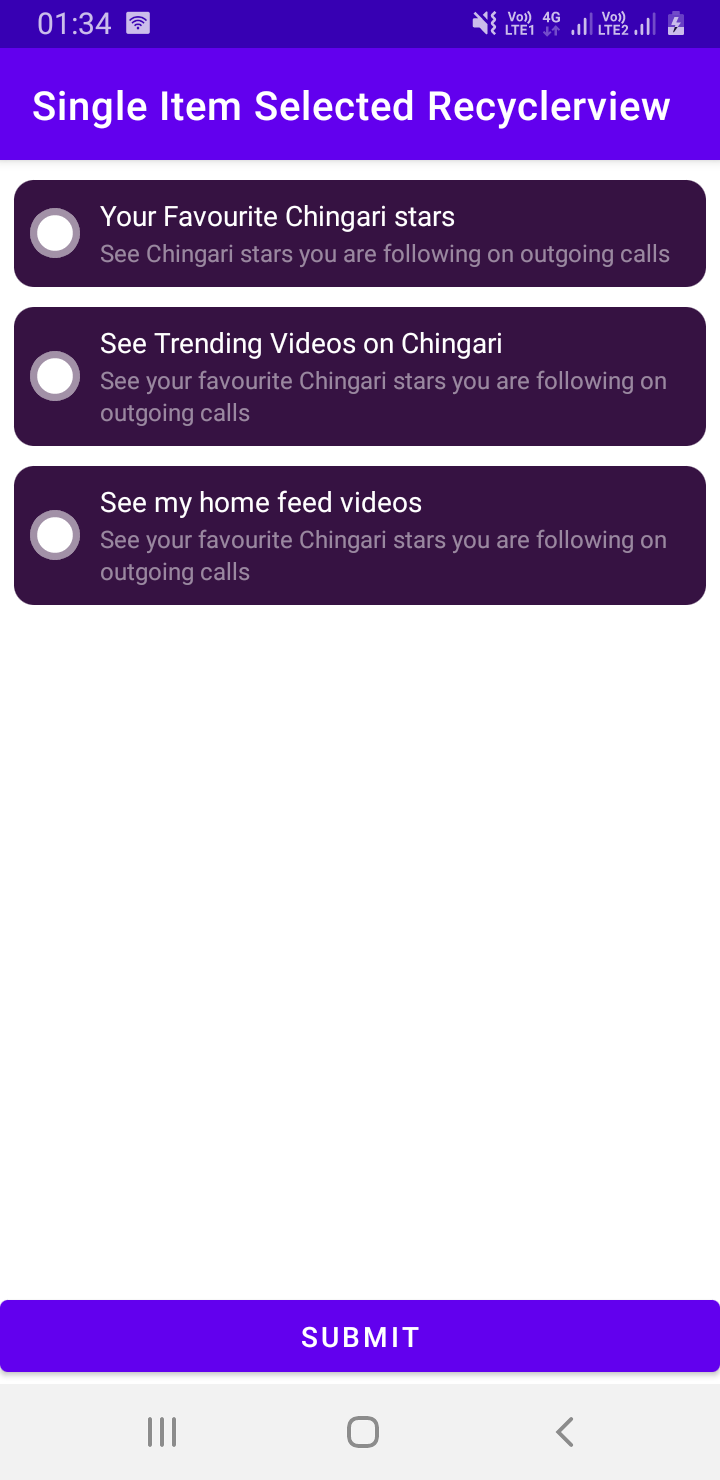 01:34
Vo)) LTE1 4G Vo)) LTE2
Single Item Selected Recyclerview
Your Favourite Chingari stars
See Chingari stars you are following on outgoing calls
See Trending Videos on Chingari
See your favourite Chingari stars you are following on
outgoing calls
See my home feed videos
See your favourite Chingari stars you are following on
outgoing calls
SUBMIT